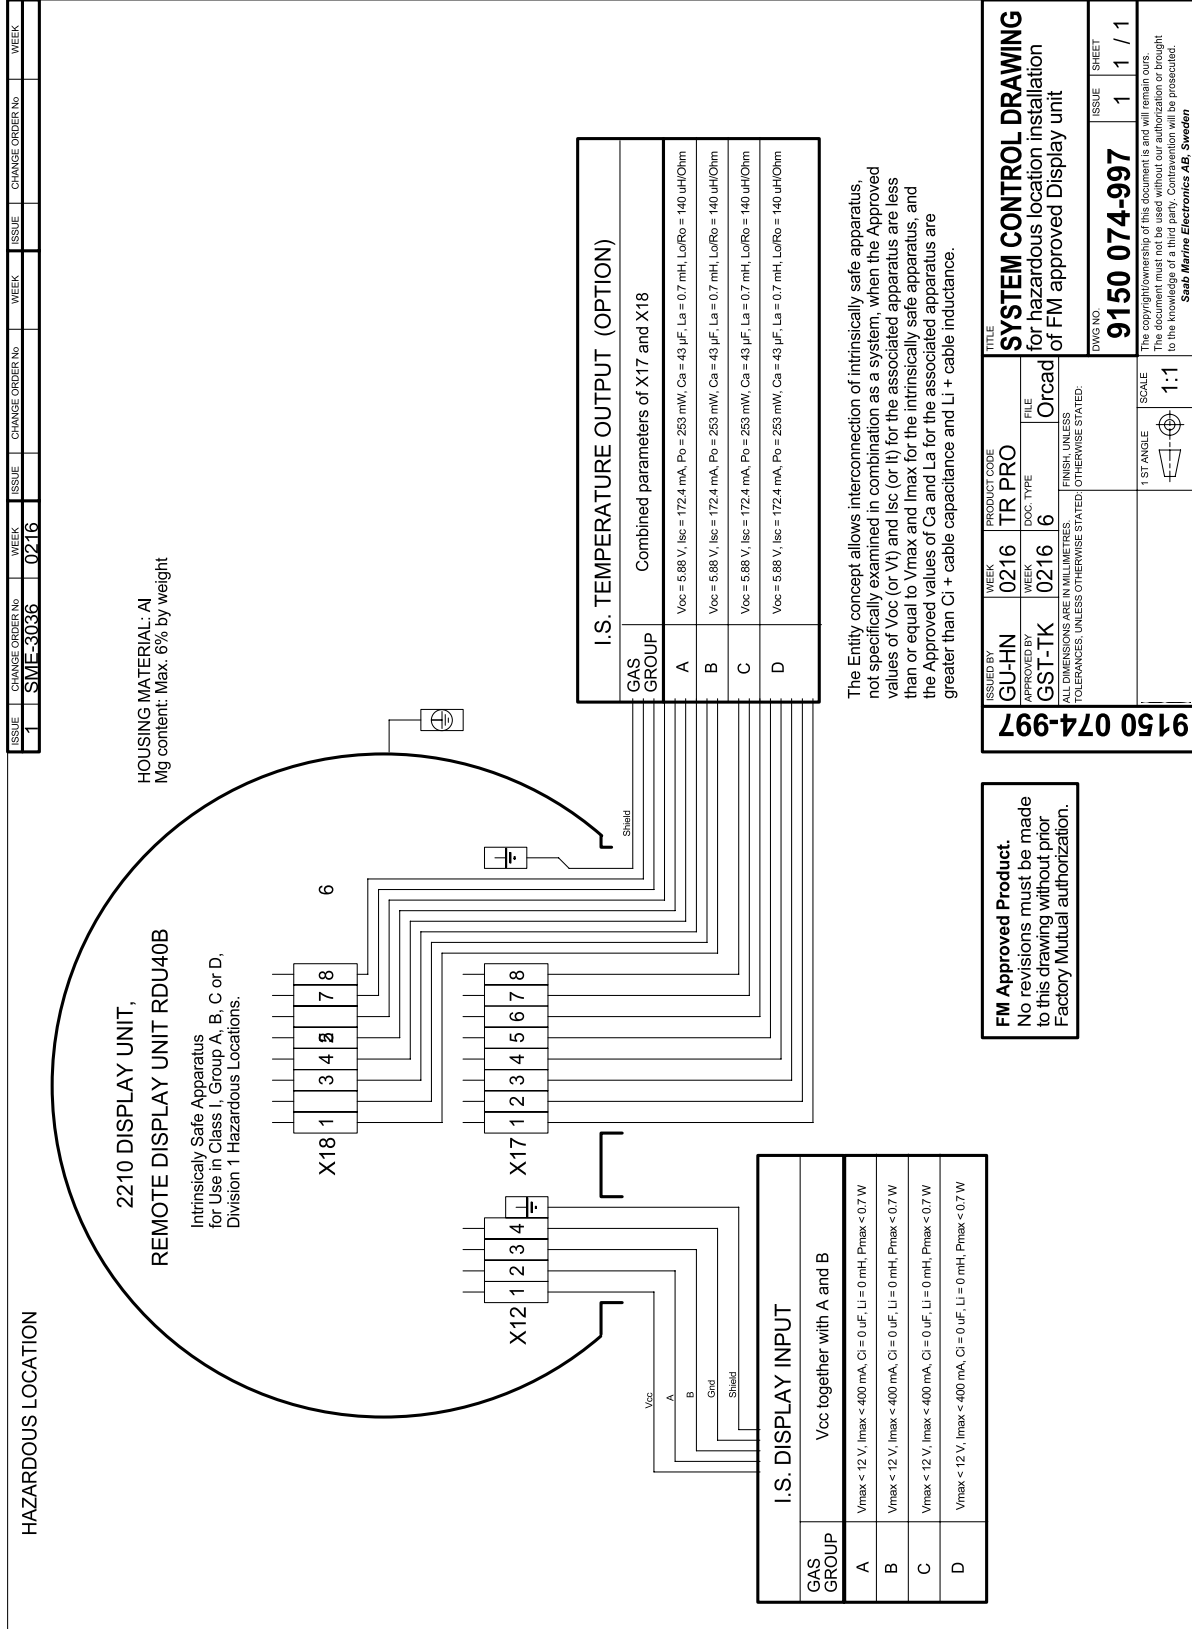 HAZARDOUS LOCATION
ISSUE CHANGE ORDER No WEEK ISSUE CHANGE ORDER No WEEK ISSUE CHANGE ORDER No WEEK
1 SME-3036 0216
HOUSING MATERIAL: Al
Mg content: Max. 6% by weight
2210 DISPLAY UNIT,
REMOTE DISPLAY UNIT RDU40B
Intrinsicaly Safe Apparatus
for Use in Class I, Group A, B, C or D,
Division 1 Hazardous Locations.
6
X18 1 3 4 5 7 8
X17 1 2 3 4 5 6 7 8
X12 1 2 3 4
Shield
Vcc
A
B
Gnd
Shield
I.S. TEMPERATURE OUTPUT (OPTION)
GAS
GROUP
Combined parameters of X17 and X18
A Voc = 5.88 V, Isc = 172.4 mA, Po = 253 mW, Ca = 43 µF, La = 0.7 mH, Lo/Ro = 140 uH/Ohm
B Voc = 5.88 V, Isc = 172.4 mA, Po = 253 mW, Ca = 43 µF, La = 0.7 mH, Lo/Ro = 140 uH/Ohm
C Voc = 5.88 V, Isc = 172.4 mA, Po = 253 mW, Ca = 43 µF, La = 0.7 mH, Lo/Ro = 140 uH/Ohm
D Voc = 5.88 V, Isc = 172.4 mA, Po = 253 mW, Ca = 43 µF, La = 0.7 mH, Lo/Ro = 140 uH/Ohm
I.S. DISPLAY INPUT
GAS
GROUP
Vcc together with A and B
A Vmax < 12 V, Imax < 400 mA, Ci = 0 uF, Li = 0 mH, Pmax < 0.7 W
B Vmax < 12 V, Imax < 400 mA, Ci = 0 uF, Li = 0 mH, Pmax < 0.7 W
C Vmax < 12 V, Imax < 400 mA, Ci = 0 uF, Li = 0 mH, Pmax < 0.7 W
D Vmax < 12 V, Imax < 400 mA, Ci = 0 uF, Li = 0 mH, Pmax < 0.7 W
The Entity concept allows interconnection of intrinsically safe apparatus,
not specifically examined in combination as a system, when the Approved
values of Voc (or Vt) and Isc (or It) for the associated apparatus are less
than or equal to Vmax and Imax for the intrinsically safe apparatus, and
the Approved values of Ca and La for the associated apparatus are
greater than Ci + cable capacitance and Li + cable inductance.
FM Approved Product.
No revisions must be made
to this drawing without prior
Factory Mutual authorization.
9150 074-997
ISSUED BY WEEK PRODUCT CODE
GU-HN 0216 TR PRO
APPROVED BY WEEK DOC. TYPE FILE
GST-TK 0216 6 Orcad
ALL DIMENSIONS ARE IN MILLIMETRES.
TOLERANCES, UNLESS OTHERWISE STATED:
FINISH, UNLESS
OTHERWISE STATED:
1 ST ANGLE SCALE
1:1
TITLE
SYSTEM CONTROL DRAWING
for hazardous location installation
of FM approved Display unit
DWG NO. ISSUE SHEET
9150 074-997 1 1 / 1
The copyright/ownership of this document is and will remain ours.
The document must not be used without our authorization or brought
to the knowledge of a third party. Contravention will be prosecuted.
Saab Marine Electronics AB, Sweden